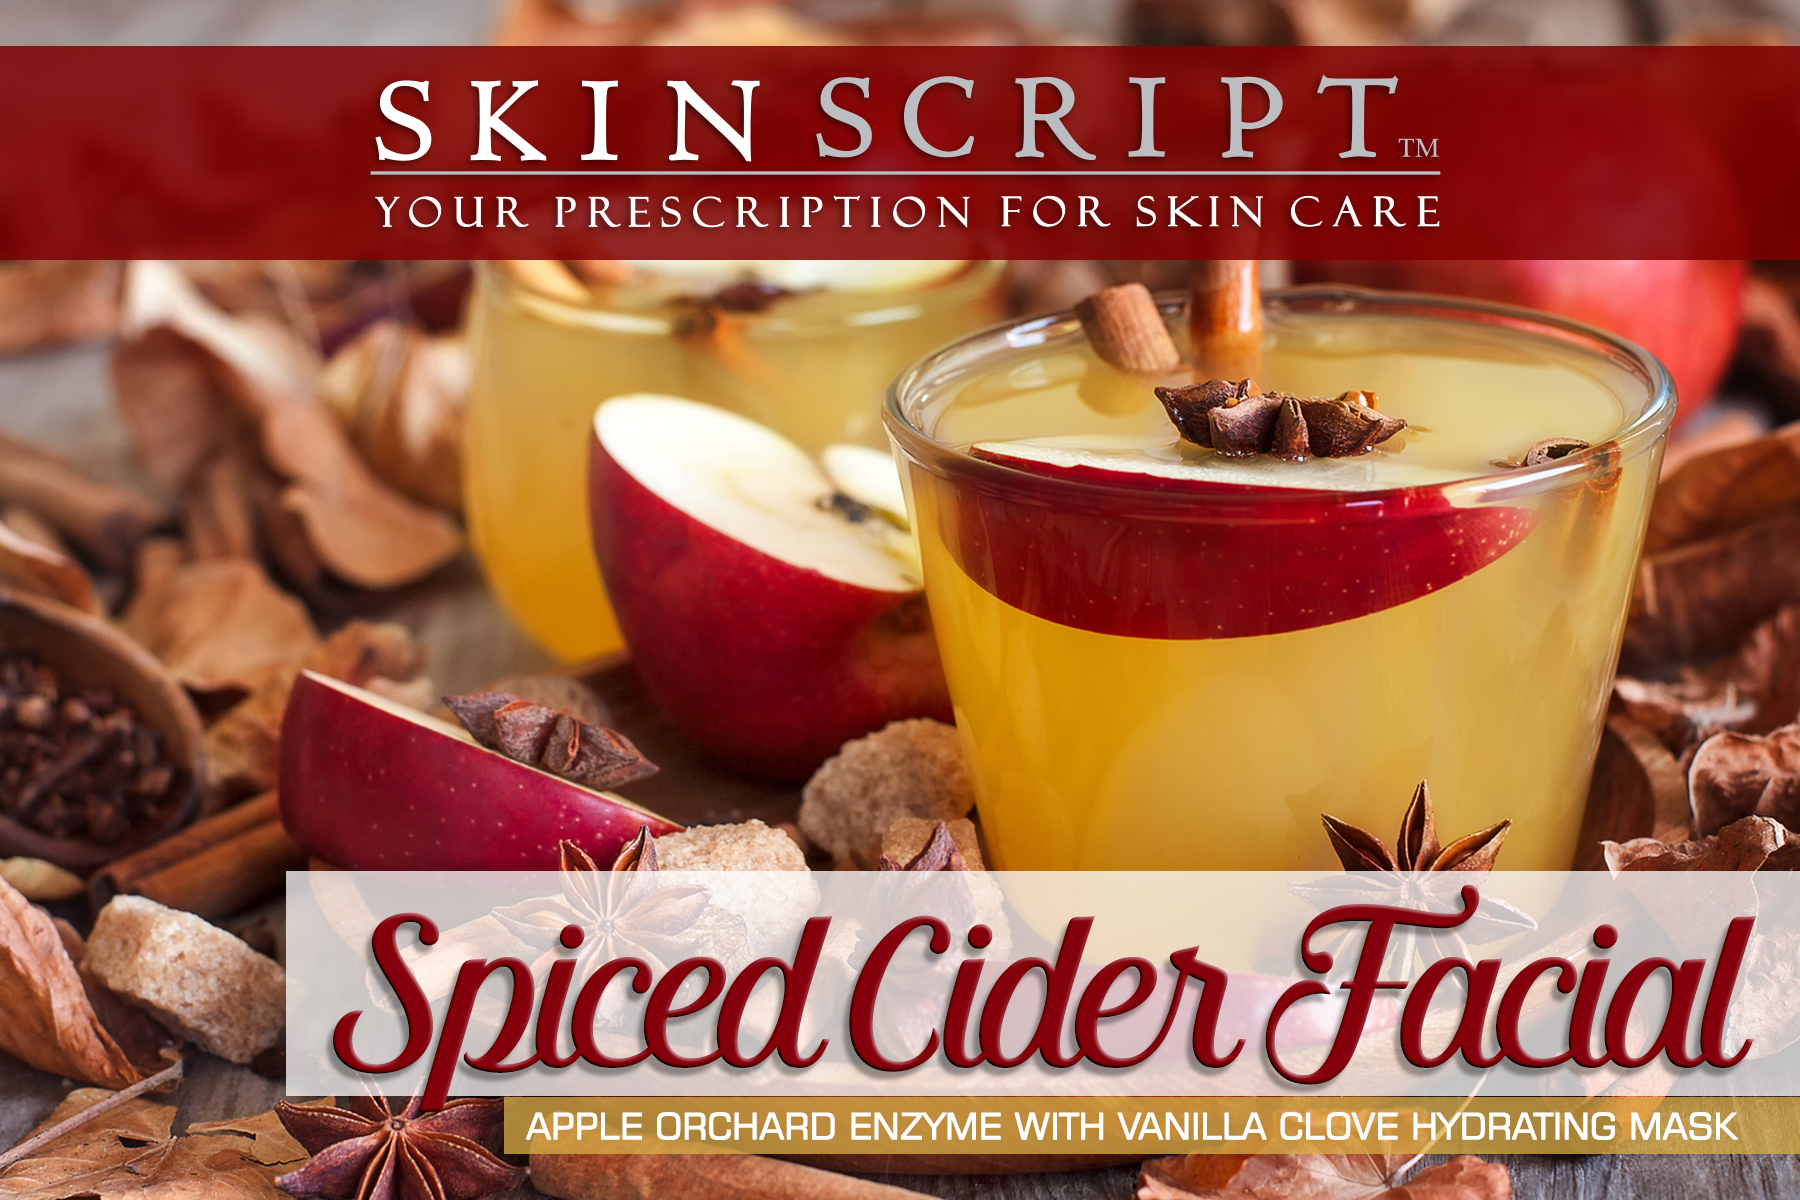 SKIN SCRIPT™
YOUR PRESCRIPTION FOR SKIN CARE
Spiced Cider Facial
APPLE ORCHARD ENZYME WITH VANILLA CLOVE HYDRATING MASK